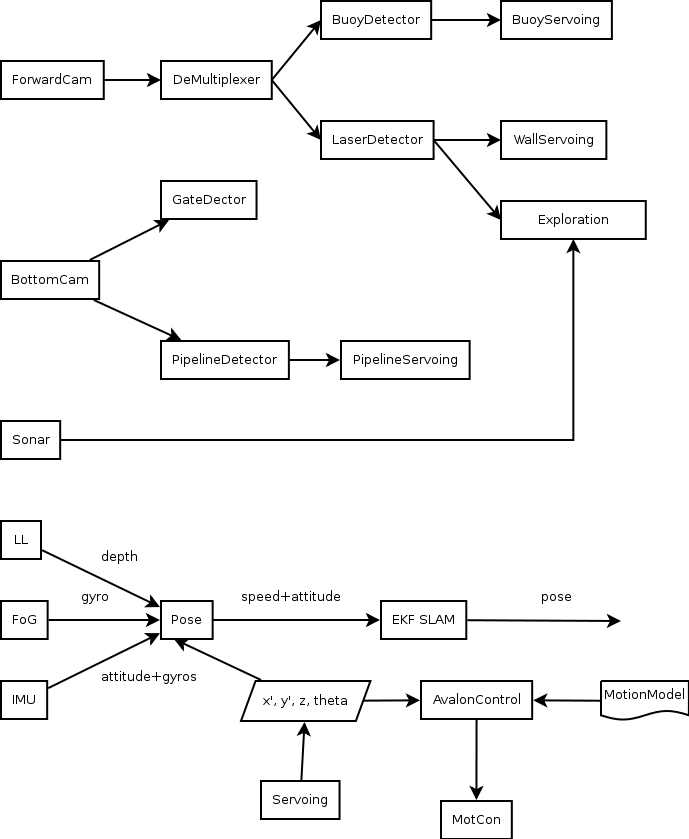 BuoyDetector
BuoyServoing
ForwardCam
DeMultiplexer
LaserDetector
WallServoing
GateDector
Exploration
BottomCam
PipelineDetector
PipelineServoing
Sonar
LL
depth
gyro
speed+attitude
pose
FoG
Pose
EKF SLAM
attitude+gyros
IMU
x', y', z, theta
AvalonControl
MotionModel
Servoing
MotCon